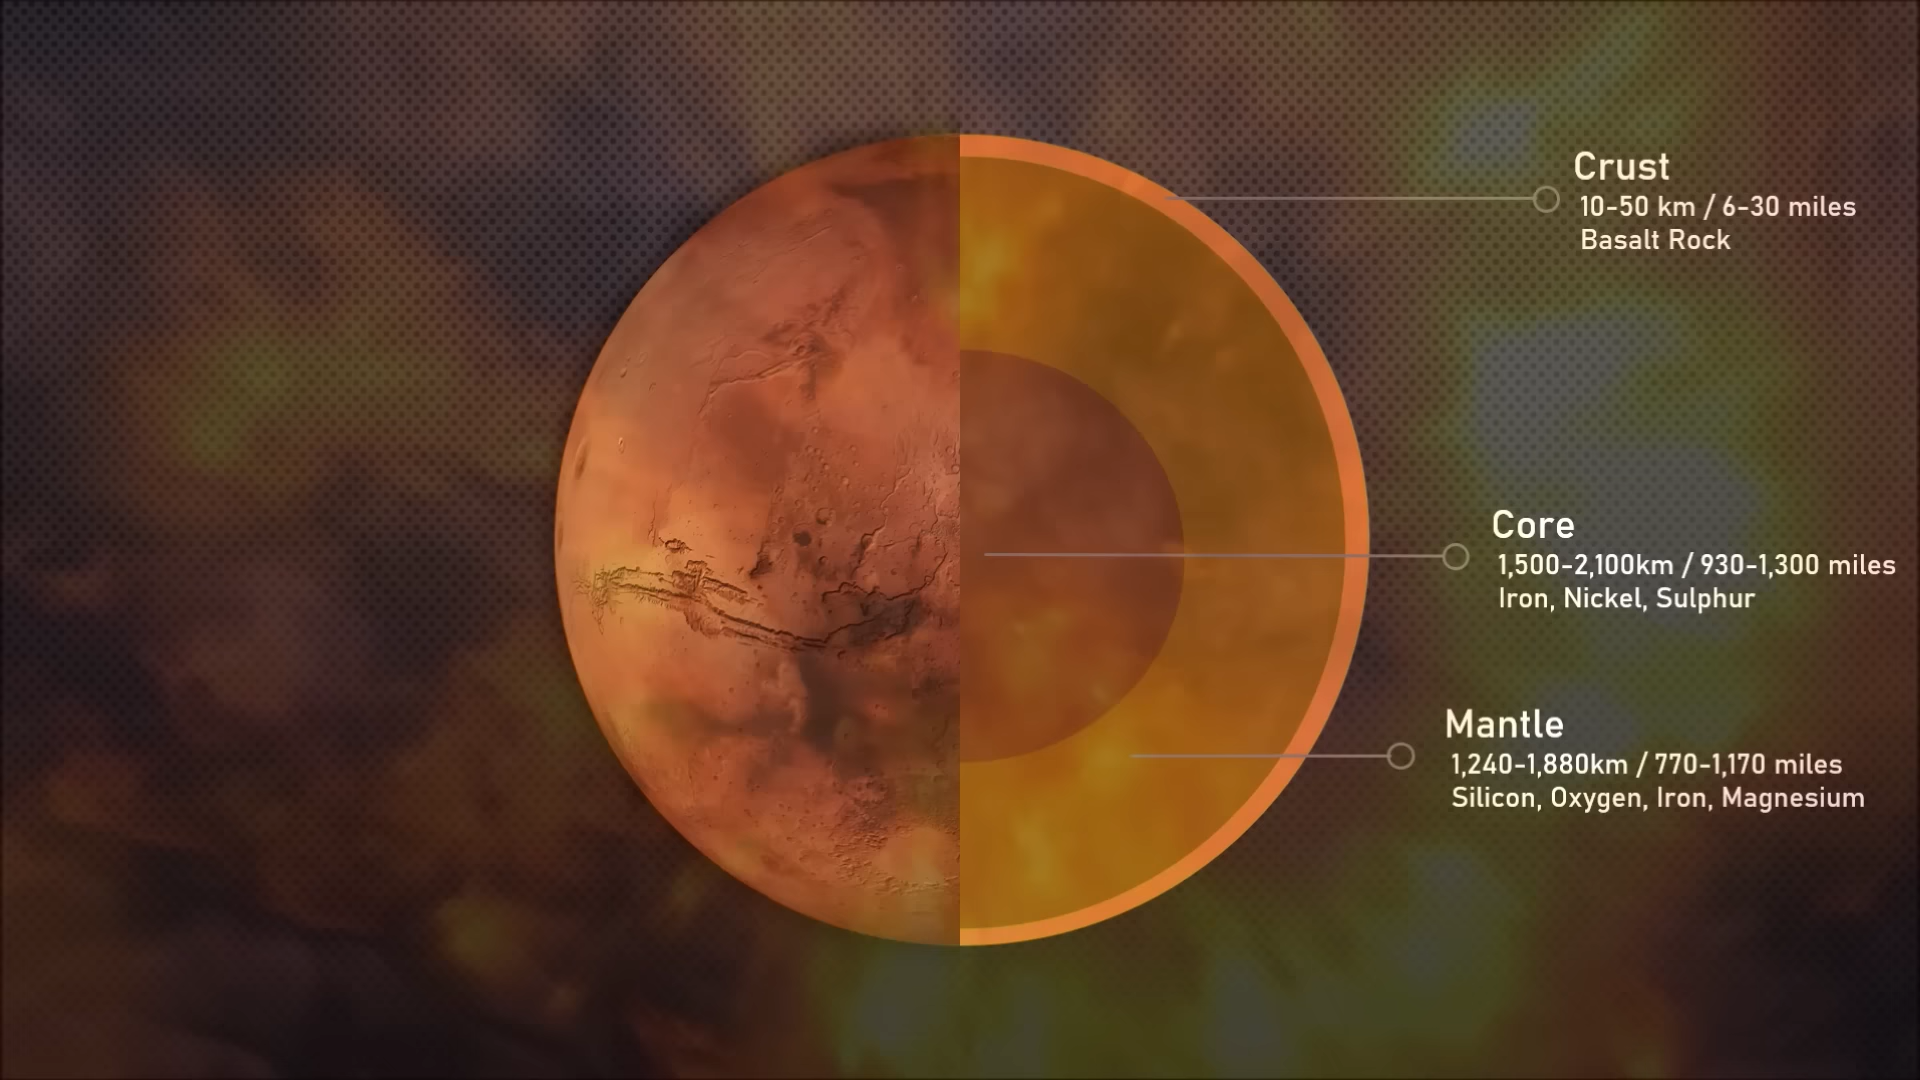 Crust
10-50 km / 6-30 miles
Basalt Rock
Core
1,500-2,100km / 930-1,300 miles
Iron, Nickel, Sulphur
Mantle
1,240-1,880km / 770-1,170 miles
Silicon, Oxygen, Iron, Magnesium